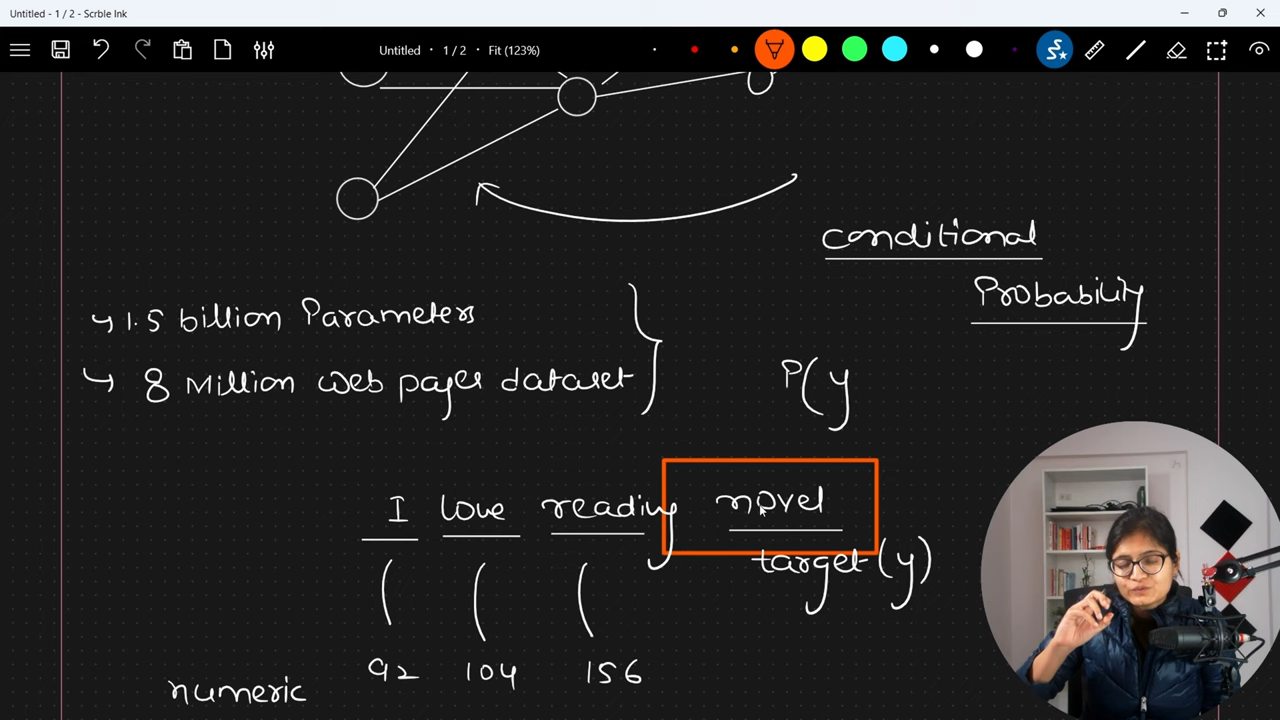 Untitled - 1 / 2 - Scrble Ink
Untitled • 1 / 2 • Fit (123%)
conditional
Probability
↳ 1.5 billion Parameters
↳ 8 Million web pages dataset
P(y
I love reading novel
target (y)
92 104 156
numeric